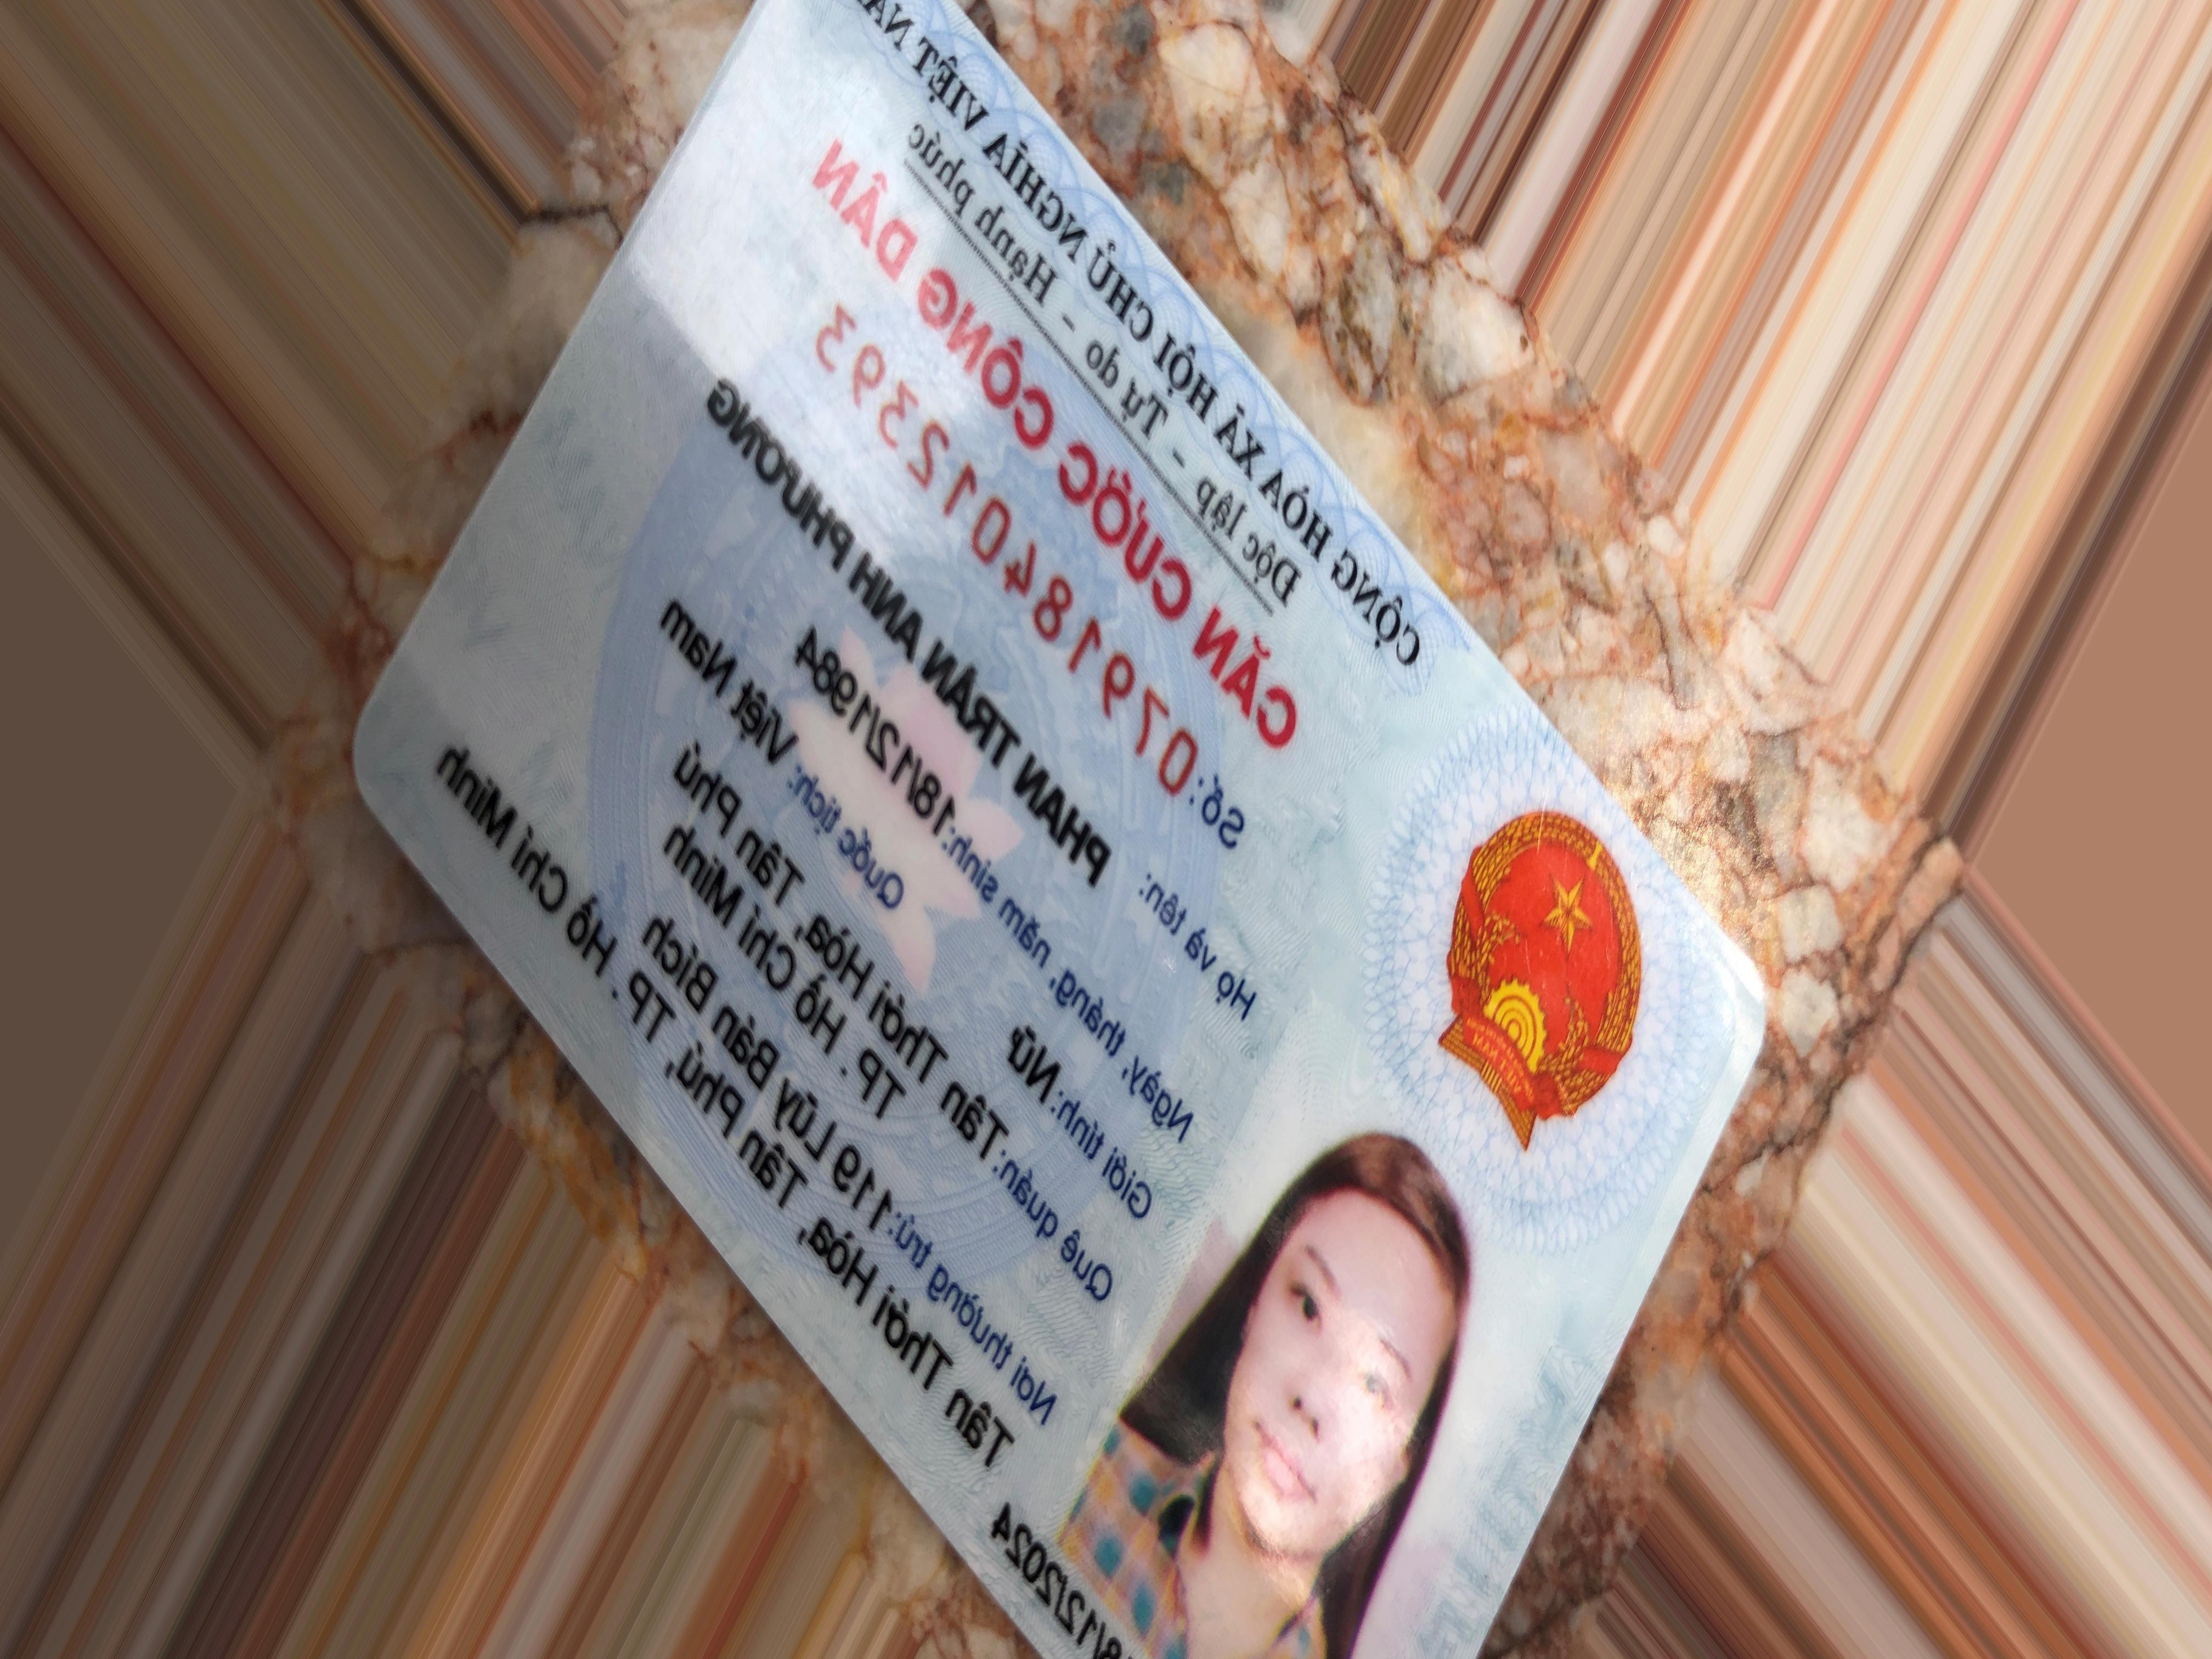 CỘNG HÒA XÃ HỘI CHỦ NGHĨA VIỆT
Độc lập - Tự do - Hạnh phúc
CĂN CƯỚC CÔNG DÂN
Số: 079184012393
Họ và tên:
PHAN TRẦN ANH PHƯƠNG
Ngày, tháng, năm sinh: 18/12/1984
Giới tính: Nữ Quốc tịch: Việt Nam
Quê quán: Tân Thới Hòa, Tân Phú
TP. Hồ Chí Minh
Nơi thường trú: 119 Lũy Bán Bích
Tân Thới Hòa, Tân Phú, TP. Hồ Chí Minh
/12/2024